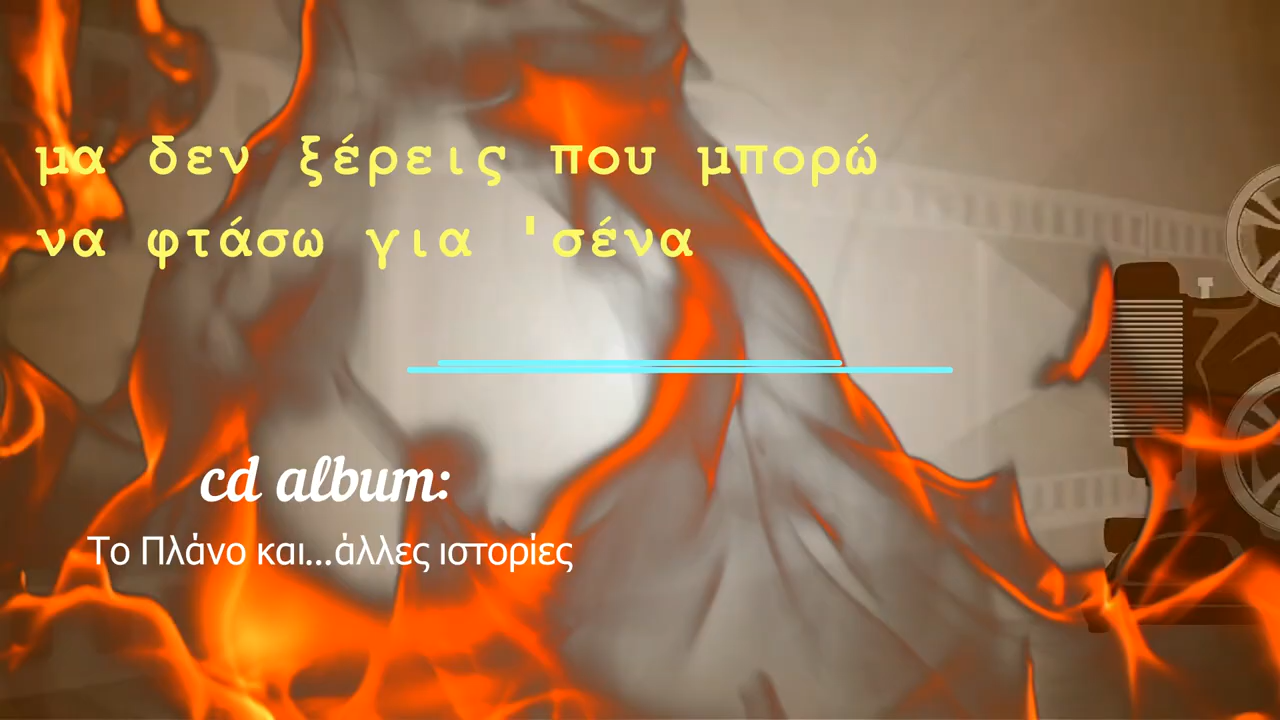 μα δεν ξέρεις που μπορώ
να φτάσω για 'σένα
cd album:
Το Πλάνο και...άλλες ιστορίες